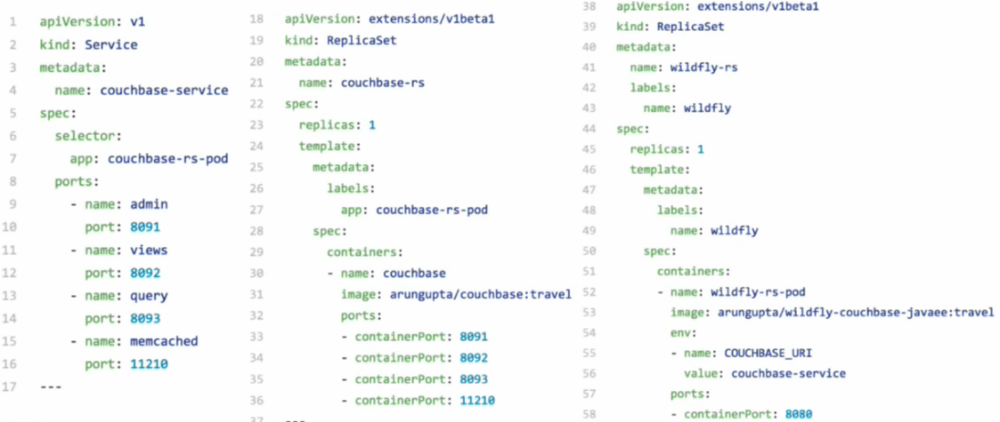 1 apiVersion: v1
2 kind: Service
3 metadata:
4   name: couchbase-service
5 spec:
6   selector:
7     app: couchbase-rs-pod
8   ports:
9     - name: admin
10       port: 8091
11     - name: views
12       port: 8092
13     - name: query
14       port: 8093
15     - name: memcached
16       port: 11210
17 ---
18 apiVersion: extensions/v1beta1
19 kind: ReplicaSet
20 metadata:
21   name: couchbase-rs
22 spec:
23   replicas: 1
24   template:
25     metadata:
26       labels:
27         app: couchbase-rs-pod
28     spec:
29       containers:
30       - name: couchbase
31         image: arungupta/couchbase:travel
32         ports:
33         - containerPort: 8091
34         - containerPort: 8092
35         - containerPort: 8093
36         - containerPort: 11210
37 ---
38 apiVersion: extensions/v1beta1
39 kind: ReplicaSet
40 metadata:
41   name: wildfly-rs
42   labels:
43     name: wildfly
44 spec:
45   replicas: 1
46   template:
47     metadata:
48       labels:
49         name: wildfly
50     spec:
51       containers:
52       - name: wildfly-rs-pod
53         image: arungupta/wildfly-couchbase-javaee:travel
54         env:
55         - name: COUCHBASE_URI
56           value: couchbase-service
57         ports:
58         - containerPort: 8080